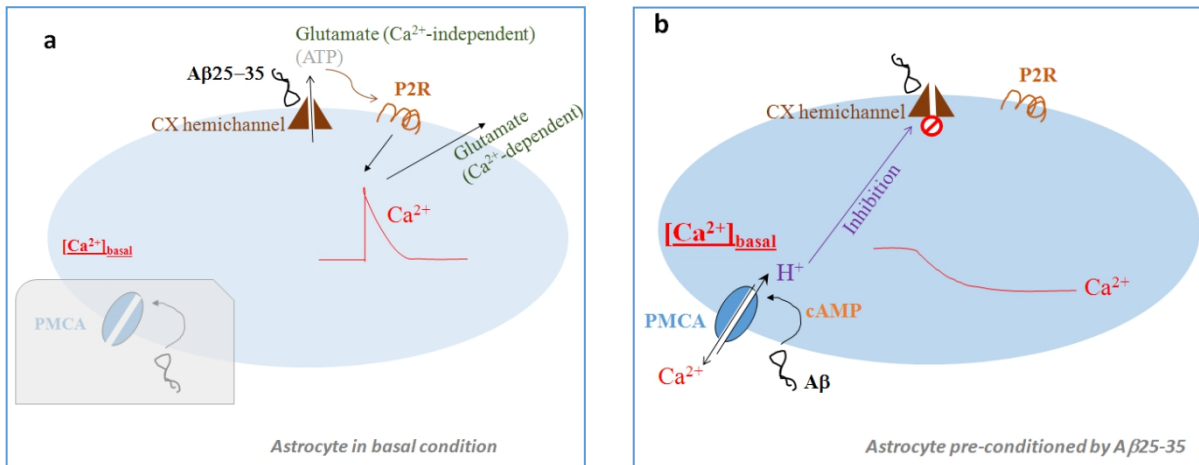 a
Glutamate (Ca²⁺-independent)
(ATP)
Aβ25–35
P2R
CX hemichannel
Glutamate
(Ca²⁺-dependent)
Ca²⁺
[Ca²⁺]basal
PMCA
Astrocyte in basal condition
b
P2R
CX hemichannel
Inhibition
[Ca²⁺]basal
H⁺
Ca²⁺
cAMP
PMCA
Ca²⁺
Aβ
Astrocyte pre-conditioned by Aβ25-35